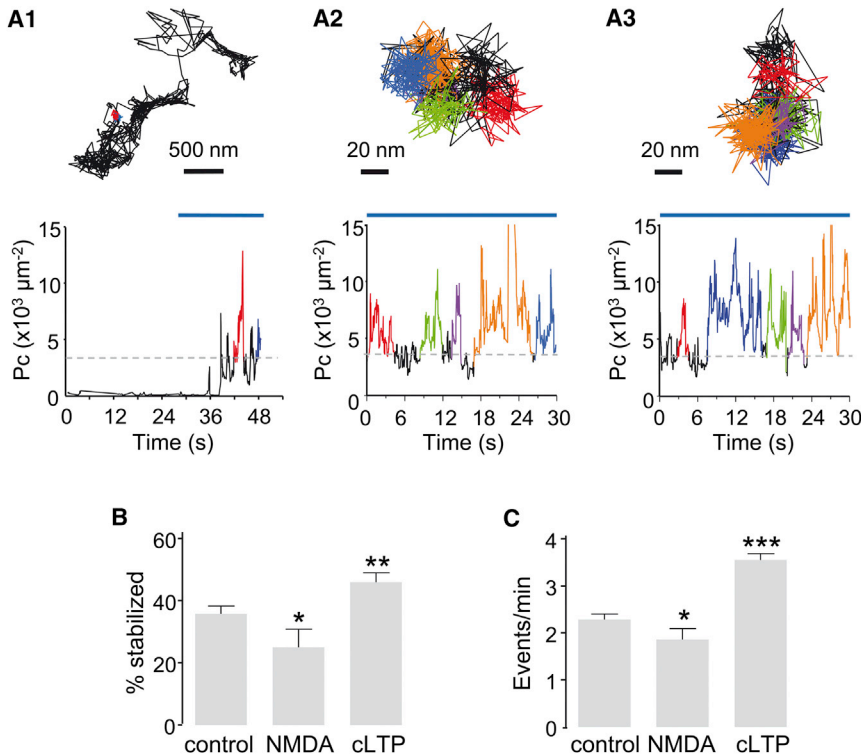 A1
A2
A3
500 nm
20 nm
20 nm
Pc (x10³ µm⁻²)
15
10
5
0
0 12 24 36 48
Time (s)
Pc (x10³ µm⁻²)
15
10
5
0
0 6 12 18 24 30
Time (s)
Pc (x10³ µm⁻²)
15
10
5
0
0 6 12 18 24 30
Time (s)
B
% stabilized
60
40
20
0
*
**
control NMDA cLTP
C
Events/min
4
3
2
1
0
*
***
control NMDA cLTP